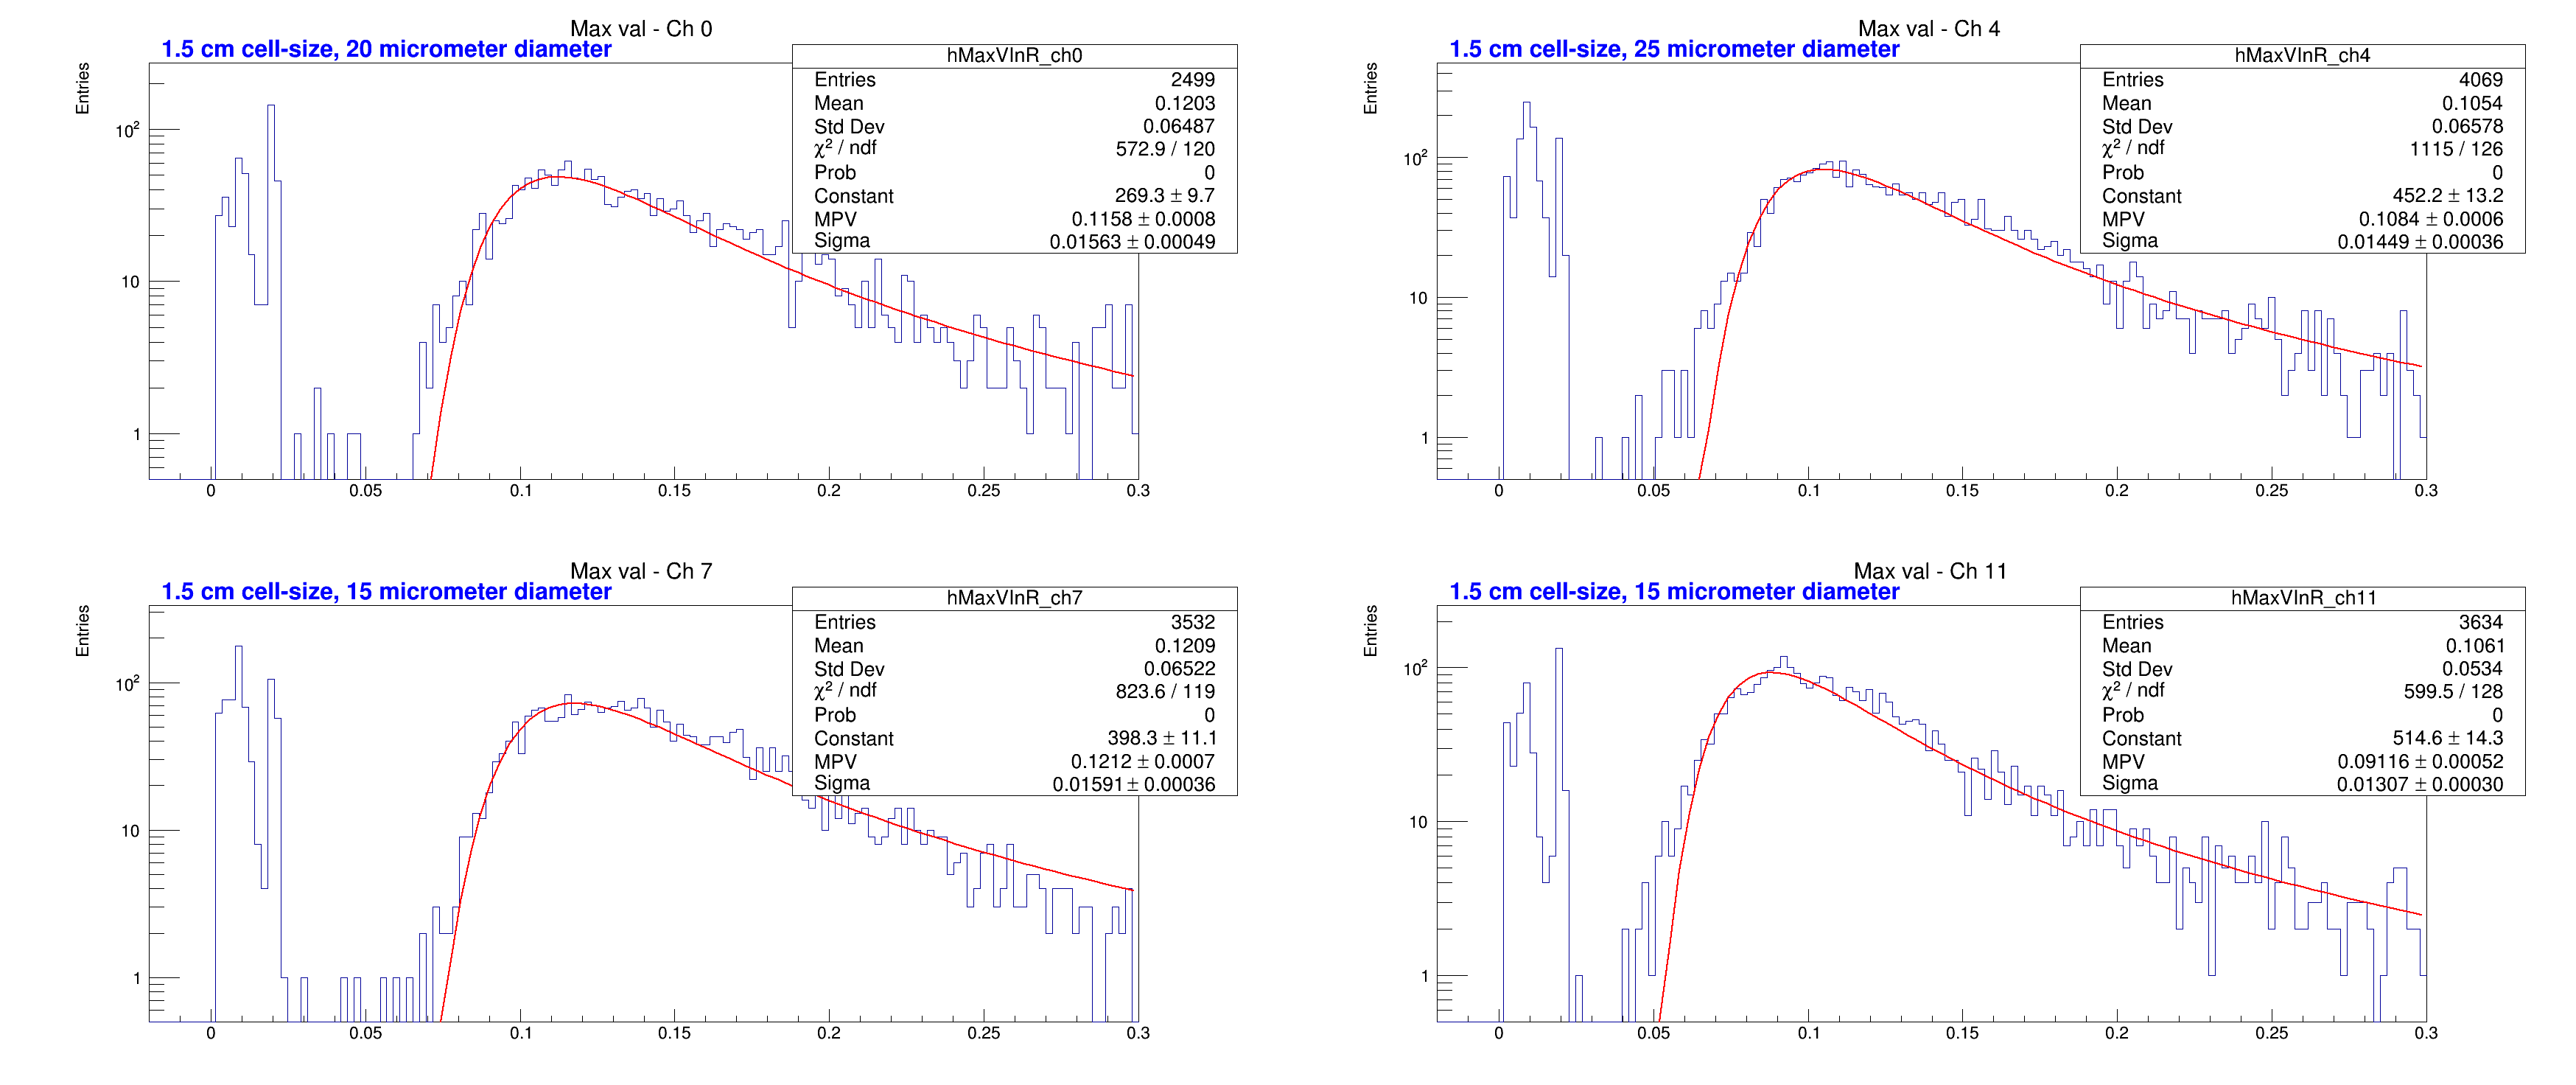 Max val - Ch 0
1.5 cm cell-size, 20 micrometer diameter
Entries
hMaxVInR_ch0
Entries 2499
Mean 0.1203
Std Dev 0.06487
χ² / ndf 572.9 / 120
Prob 0
Constant 269.3 ± 9.7
MPV 0.1158 ± 0.0008
Sigma 0.01563 ± 0.00049
10²
10
1
0 0.05 0.1 0.15 0.2 0.25 0.3
Max val - Ch 4
1.5 cm cell-size, 25 micrometer diameter
Entries
hMaxVInR_ch4
Entries 4069
Mean 0.1054
Std Dev 0.06578
χ² / ndf 1115 / 126
Prob 0
Constant 452.2 ± 13.2
MPV 0.1084 ± 0.0006
Sigma 0.01449 ± 0.00036
10²
10
1
0 0.05 0.1 0.15 0.2 0.25 0.3
Max val - Ch 7
1.5 cm cell-size, 15 micrometer diameter
Entries
hMaxVInR_ch7
Entries 3532
Mean 0.1209
Std Dev 0.06522
χ² / ndf 823.6 / 119
Prob 0
Constant 398.3 ± 11.1
MPV 0.1212 ± 0.0007
Sigma 0.01591 ± 0.00036
10²
10
1
0 0.05 0.1 0.15 0.2 0.25 0.3
Max val - Ch 11
1.5 cm cell-size, 15 micrometer diameter
Entries
hMaxVInR_ch11
Entries 3634
Mean 0.1061
Std Dev 0.0534
χ² / ndf 599.5 / 128
Prob 0
Constant 514.6 ± 14.3
MPV 0.09116 ± 0.00052
Sigma 0.01307 ± 0.00030
10²
10
1
0 0.05 0.1 0.15 0.2 0.25 0.3